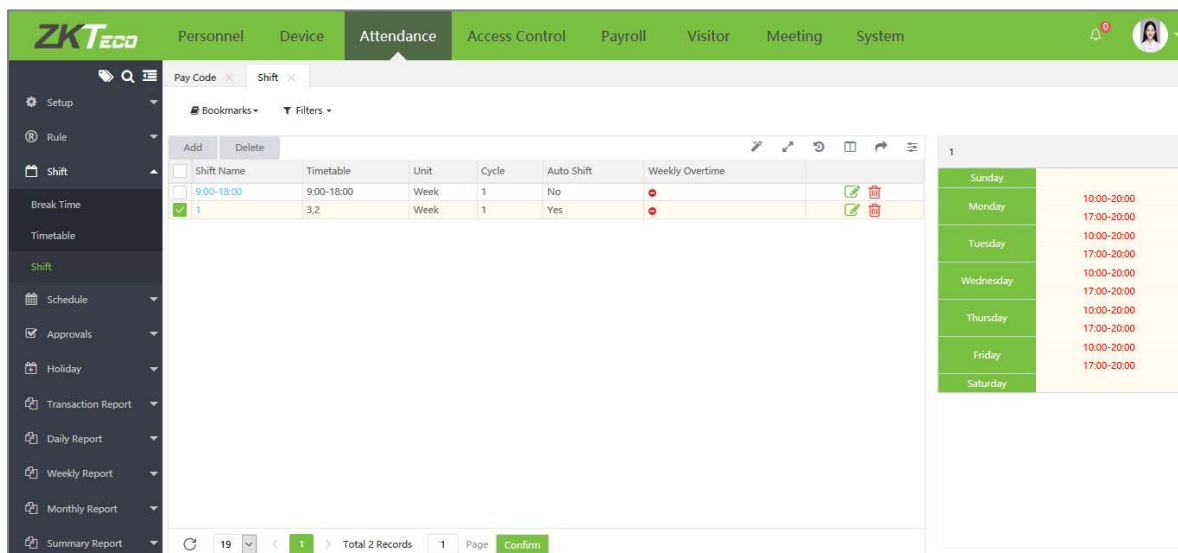 ZKTeco
Personnel Device Attendance Access Control Payroll Visitor Meeting System
0
Pay Code Shift
Bookmarks Filters
Setup
Rule
Shift
Break Time
Timetable
Shift
Schedule
Approvals
Holiday
Transaction Report
Daily Report
Weekly Report
Monthly Report
Summary Report
Add Delete
Shift Name Timetable Unit Cycle Auto Shift Weekly Overtime
9:00-18:00 9:00-18:00 Week 1 No
1 3,2 Week 1 Yes
19 1 Total 2 Records 1 Page Confirm
1
Sunday
Monday 10:00-20:00
17:00-20:00
Tuesday 10:00-20:00
17:00-20:00
Wednesday 10:00-20:00
17:00-20:00
Thursday 10:00-20:00
17:00-20:00
Friday 10:00-20:00
17:00-20:00
Saturday